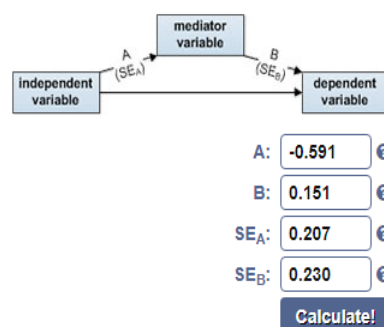 mediator
variable
A
(SEA)
B
(SEB)
independent
variable
dependent
variable
A: -0.591
B: 0.151
SEA: 0.207
SEB: 0.230
Calculate!